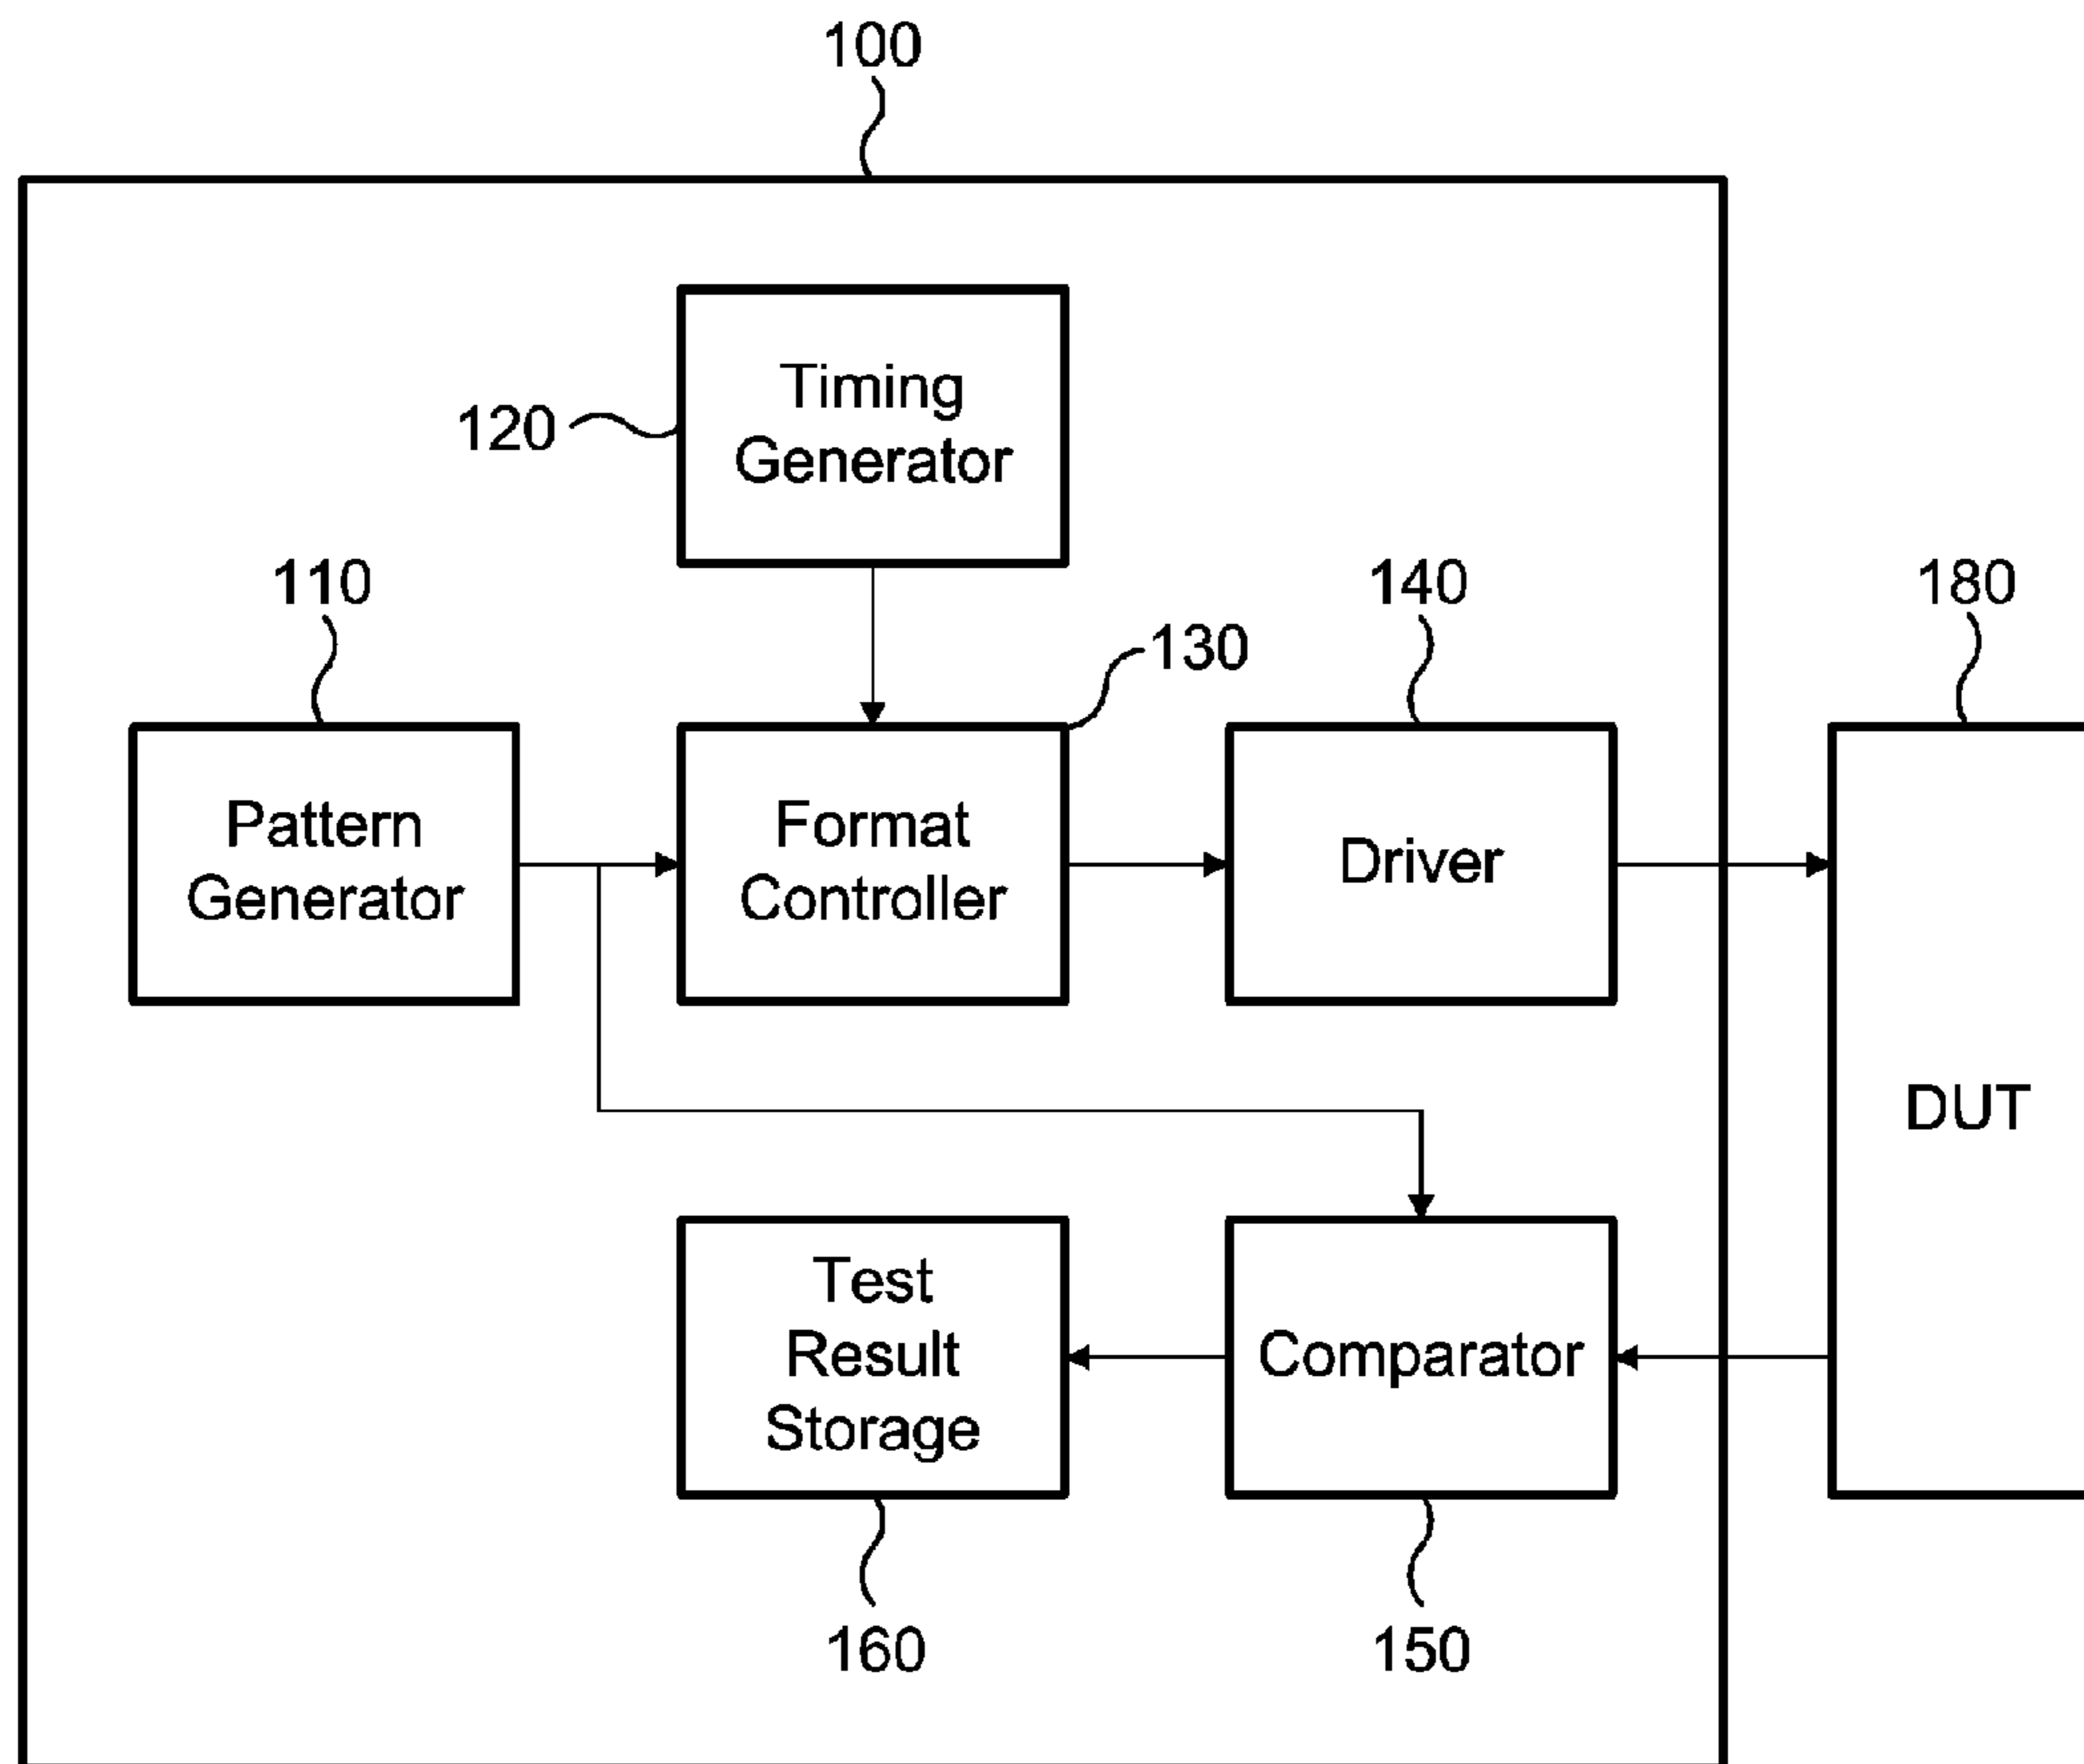 100
Timing
Generator
120
110
130
140
180
Pattern
Generator
Format
Controller
Driver
DUT
Test
Result
Storage
Comparator
160
150